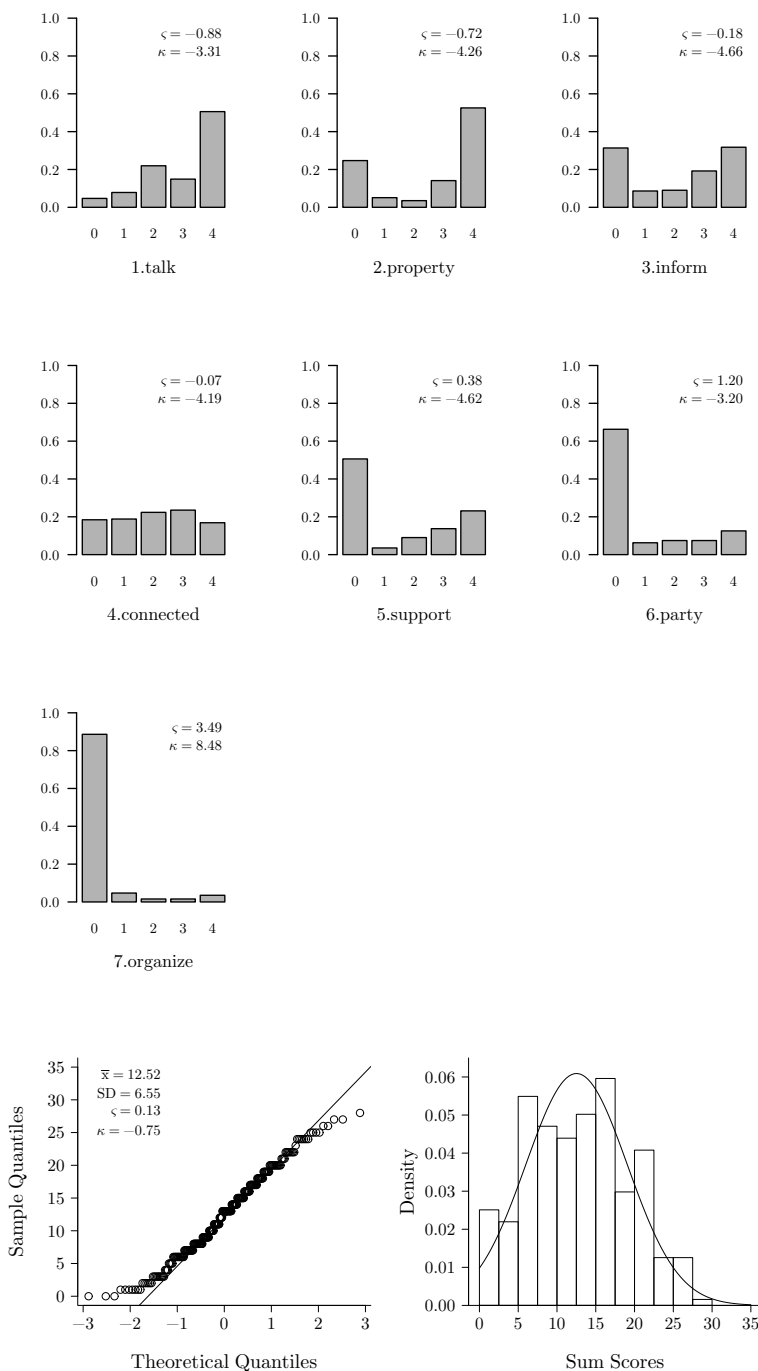 1.0
0.8
0.6
0.4
0.2
0.0
ς = −0.88
κ = −3.31
0 1 2 3 4
1.talk
1.0
0.8
0.6
0.4
0.2
0.0
ς = −0.72
κ = −4.26
0 1 2 3 4
2.property
1.0
0.8
0.6
0.4
0.2
0.0
ς = −0.18
κ = −4.66
0 1 2 3 4
3.inform
1.0
0.8
0.6
0.4
0.2
0.0
ς = −0.07
κ = −4.19
0 1 2 3 4
4.connected
1.0
0.8
0.6
0.4
0.2
0.0
ς = 0.38
κ = −4.62
0 1 2 3 4
5.support
1.0
0.8
0.6
0.4
0.2
0.0
ς = 1.20
κ = −3.20
0 1 2 3 4
6.party
1.0
0.8
0.6
0.4
0.2
0.0
ς = 3.49
κ = 8.48
0 1 2 3 4
7.organize
Sample Quantiles
35
30
25
20
15
10
5
0
x̅ = 12.52
SD = 6.55
ς = 0.13
κ = −0.75
−3 −2 −1 0 1 2 3
Theoretical Quantiles
Density
0.06
0.05
0.04
0.03
0.02
0.01
0.00
0 5 10 15 20 25 30 35
Sum Scores